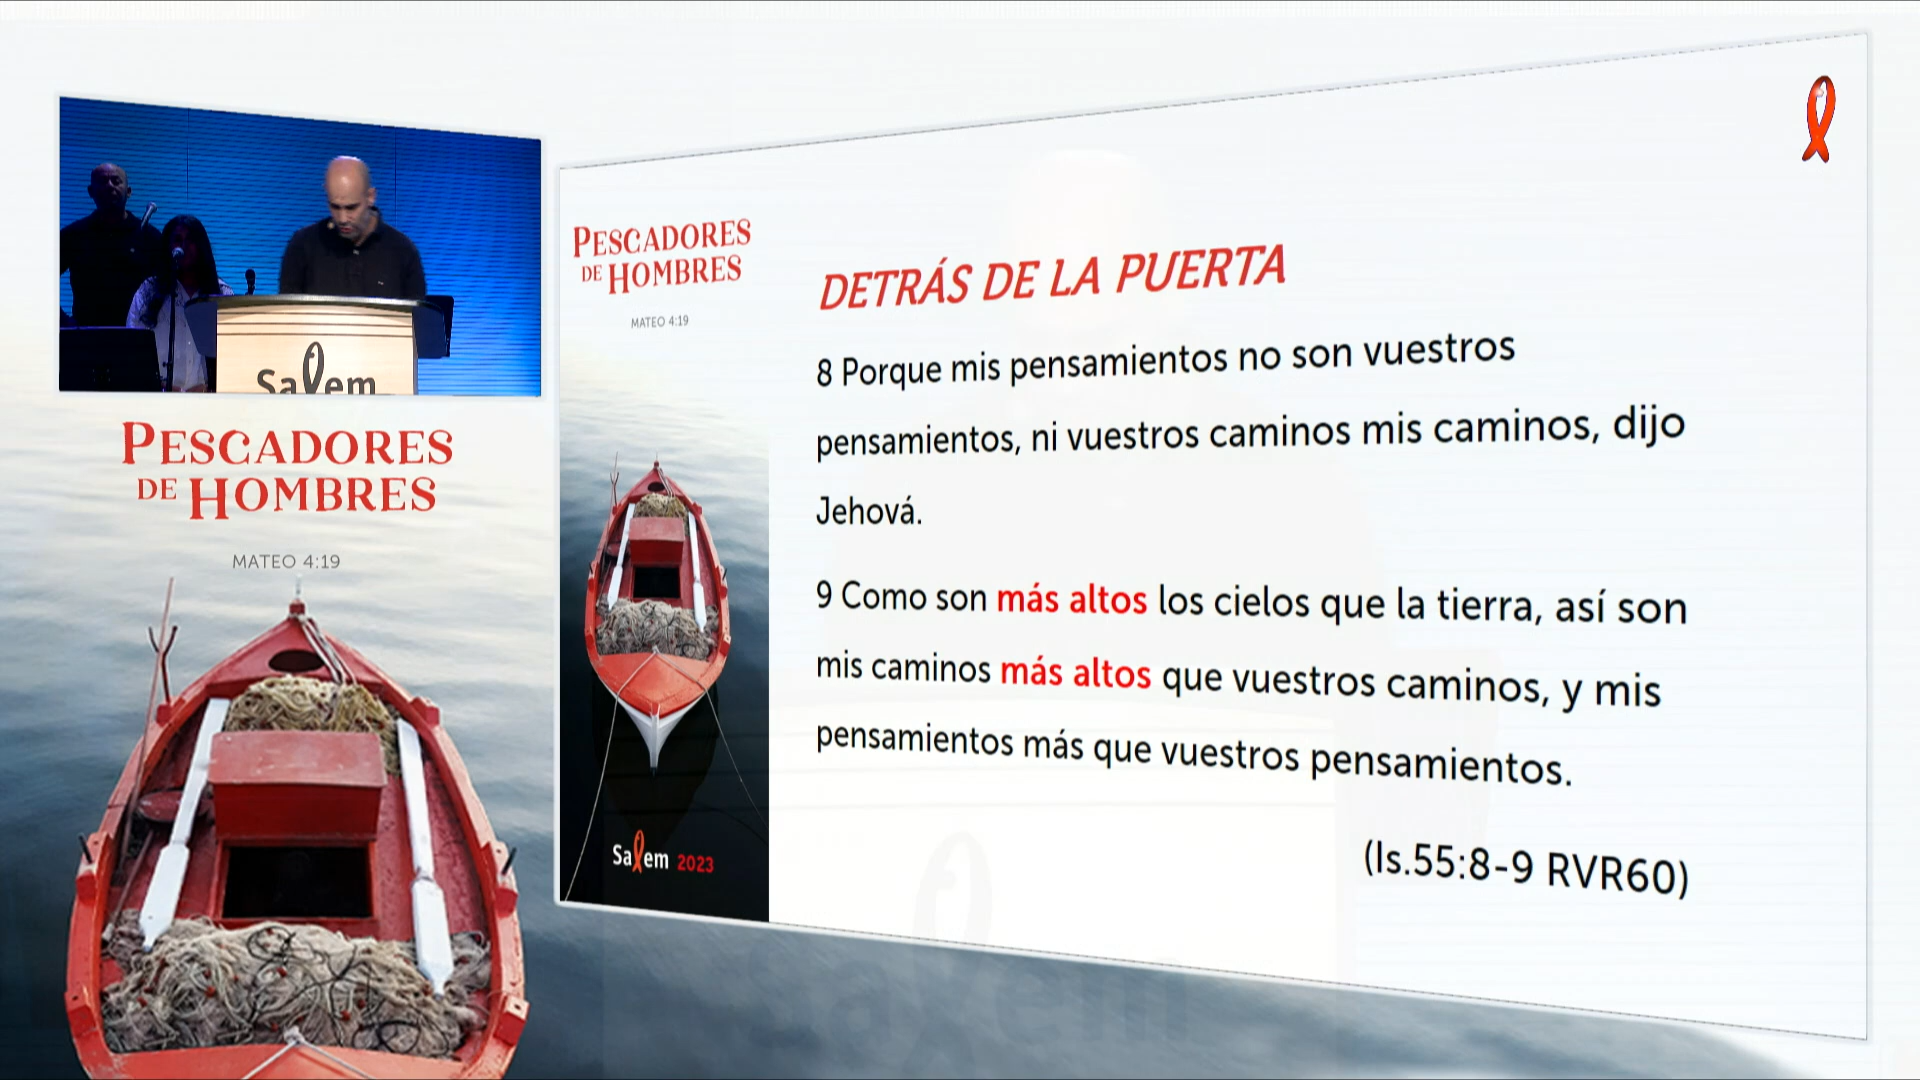 Salem
PESCADORES
DE HOMBRES
MATEO 4:19
PESCADORES
DE HOMBRES
MATEO 4:19
Salem 2023
DETRÁS DE LA PUERTA
8 Porque mis pensamientos no son vuestros
pensamientos, ni vuestros caminos mis caminos, dijo
Jehová.
9 Como son más altos los cielos que la tierra, así son
mis caminos más altos que vuestros caminos, y mis
pensamientos más que vuestros pensamientos.
(Is.55:8-9 RVR60)
Salem